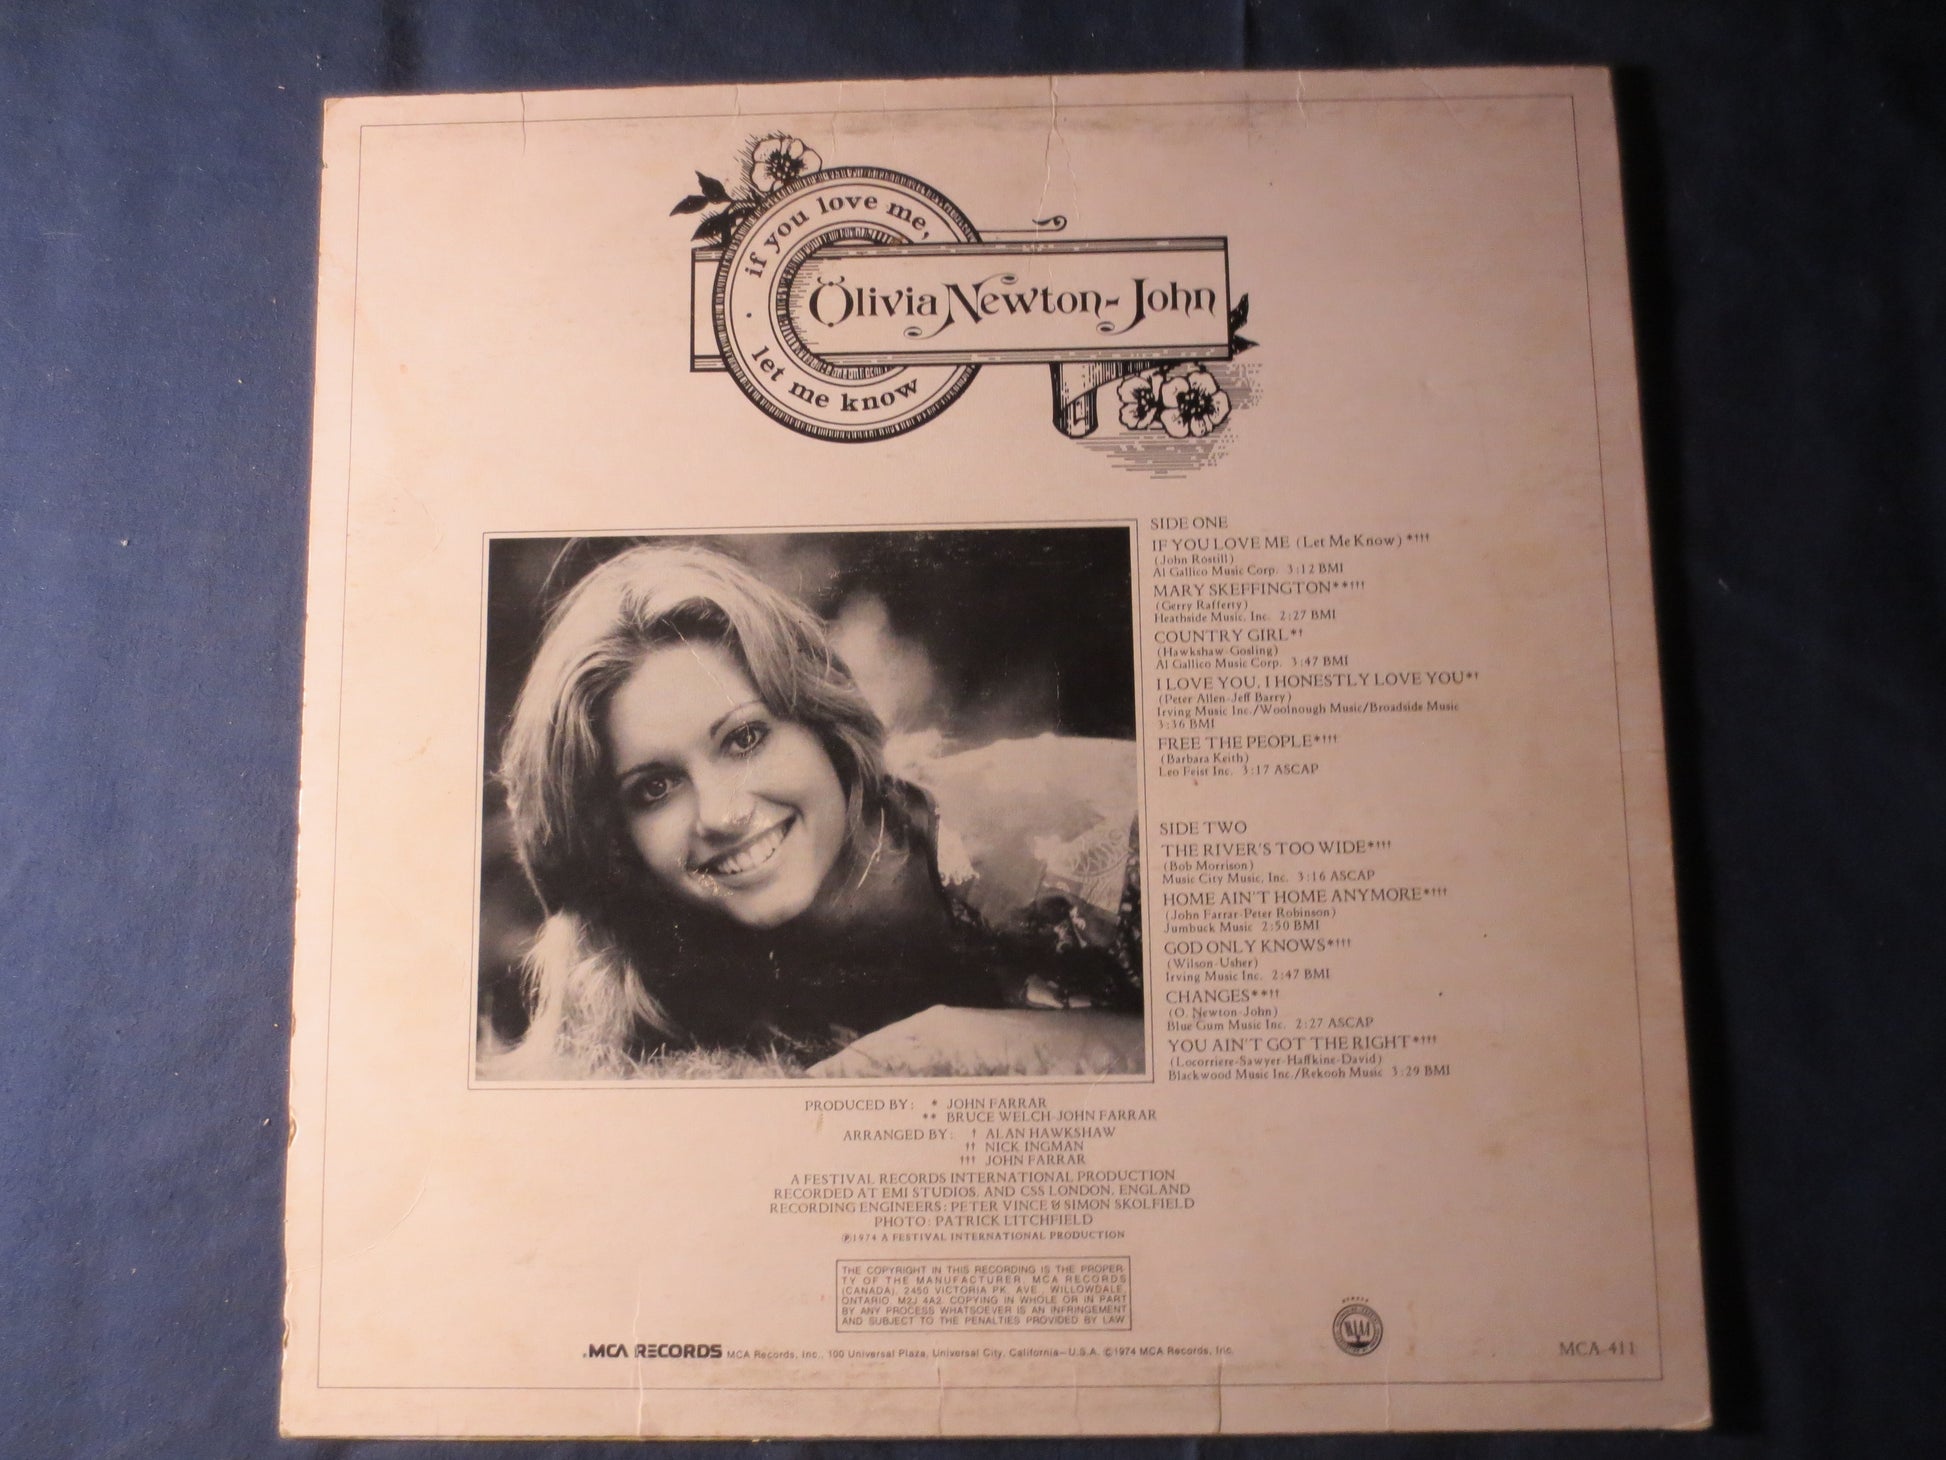 if you love me,
let me know
Olivia Newton-John
SIDE ONE
IF YOU LOVE ME (Let Me Know) *†††
(John Rostill)
Al Gallico Music Corp. 3:12 BMI
MARY SKEFFINGTON**†††
(Gerry Rafferty)
Heathside Music, Inc. 2:27 BMI
COUNTRY GIRL*†
(Hawkshaw-Gosling)
Al Gallico Music Corp. 3:47 BMI
I LOVE YOU, I HONESTLY LOVE YOU*†
(Peter Allen-Jeff Barry)
Irving Music Inc./Woolnough Music/Broadside Music
3:36 BMI
FREE THE PEOPLE*†††
(Barbara Keith)
Leo Feist Inc. 3:17 ASCAP
SIDE TWO
THE RIVER'S TOO WIDE*†††
(Bob Morrison)
Music City Music, Inc. 3:16 ASCAP
HOME AIN'T HOME ANYMORE*†††
(John Farrar-Peter Robinson)
Jumbuck Music 2:50 BMI
GOD ONLY KNOWS*†††
(Wilson-Usher)
Irving Music Inc. 2:47 BMI
CHANGES**††
(O. Newton-John)
Blue Gum Music Inc. 2:27 ASCAP
YOU AIN'T GOT THE RIGHT*†††
(Locorriere-Sawyer-Haffkine-David)
Blackwood Music Inc./Rekooh Music 3:29 BMI
PRODUCED BY: * JOHN FARRAR
** BRUCE WELCH-JOHN FARRAR
ARRANGED BY: † ALAN HAWKSHAW
†† NICK INGMAN
††† JOHN FARRAR
A FESTIVAL RECORDS INTERNATIONAL PRODUCTION
RECORDED AT EMI STUDIOS, AND CSS LONDON, ENGLAND
RECORDING ENGINEERS: PETER VINCE & SIMON SKOLFIELD
PHOTO: PATRICK LITCHFIELD
℗1974 A FESTIVAL INTERNATIONAL PRODUCTION
THE COPYRIGHT IN THIS RECORDING IS THE PROPER-
TY OF THE MANUFACTURER, MCA RECORDS
(CANADA), 2450 VICTORIA PK. AVE., WILLOWDALE,
ONTARIO, M2J 4A2. COPYING IN WHOLE OR IN PART
BY ANY PROCESS WHATSOEVER IS AN INFRINGEMENT
AND SUBJECT TO THE PENALTIES PROVIDED BY LAW
MCA RECORDS MCA Records, Inc., 100 Universal Plaza, Universal City, California—U.S.A. ©1974 MCA Records, Inc.
MCA-411